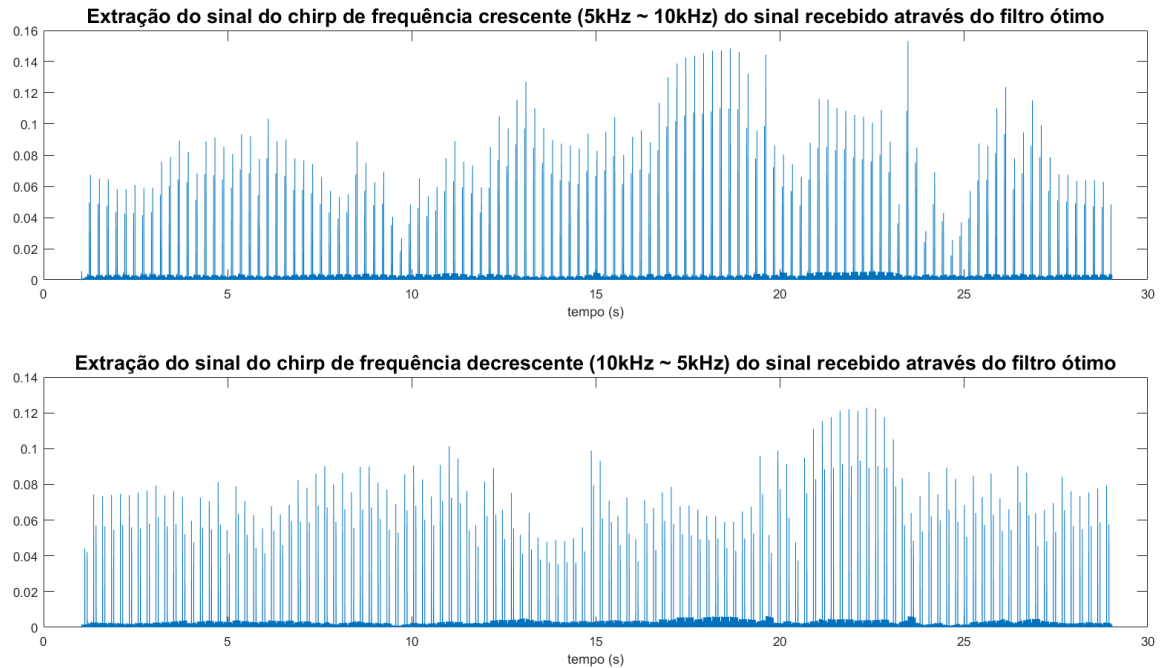 Extração do sinal do chirp de frequência crescente (5kHz ~ 10kHz) do sinal recebido através do filtro ótimo
0.16
0.14
0.12
0.1
0.08
0.06
0.04
0.02
0
0 5 10 15 20 25 30
tempo (s)
Extração do sinal do chirp de frequência decrescente (10kHz ~ 5kHz) do sinal recebido através do filtro ótimo
0.14
0.12
0.1
0.08
0.06
0.04
0.02
0
0 5 10 15 20 25 30
tempo (s)